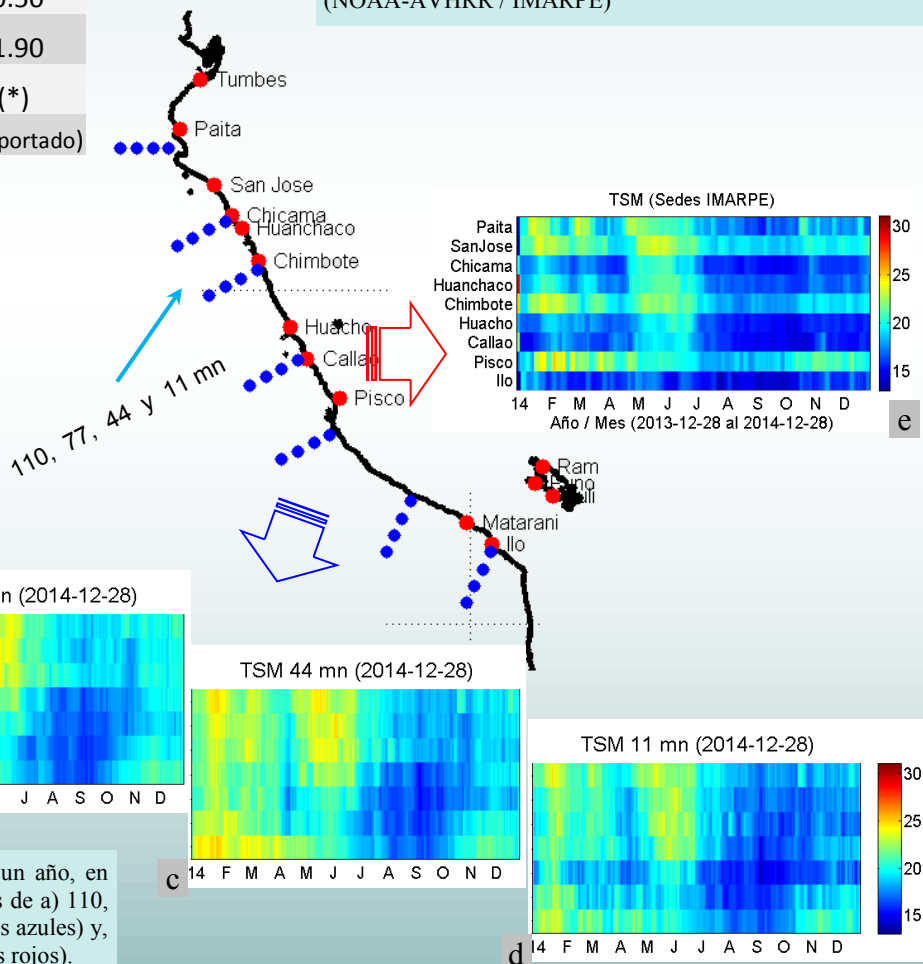 (NOAA-AVHRR / IMARPE)
.90
(*)
portado)
Tumbes
Paita
San Jose
Chicama
Huanchaco
Chimbote
Huacho
Callao
Pisco
Matarani
Ilo
Ram
110, 77, 44 y 11 mn
TSM (Sedes IMARPE)
Paita
SanJose
Chicama
Huanchaco
Chimbote
Huacho
Callao
Pisco
Ilo
30
25
20
15
14 F M A M J J A S O N D
Año / Mes (2013-12-28 al 2014-12-28)
e
n (2014-12-28)
J A S O N D
TSM 44 mn (2014-12-28)
14 F M A M J J A S O N D
c
TSM 11 mn (2014-12-28)
30
25
20
15
14 F M A M J J A S O N D
d
un año, en
s de a) 110,
s azules) y,
s rojos).